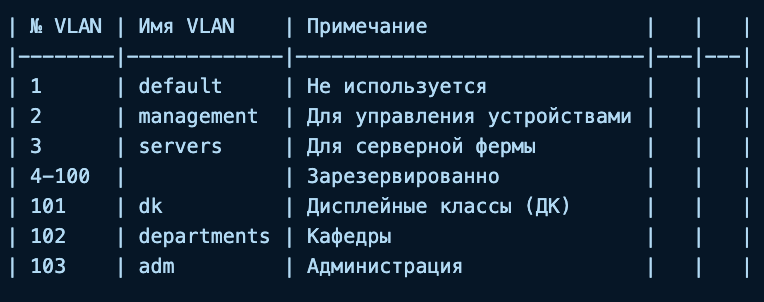 | № VLAN | Имя VLAN    | Примечание                  |   |   |
|--------|-------------|-----------------------------|---|---|
| 1      | default     | Не используется             |   |   |
| 2      | management  | Для управления устройствами |   |   |
| 3      | servers     | Для серверной фермы         |   |   |
| 4-100  |             | Зарезервированно            |   |   |
| 101    | dk          | Дисплейные классы (ДК)      |   |   |
| 102    | departments | Кафедры                     |   |   |
| 103    | adm         | Администрация               |   |   |